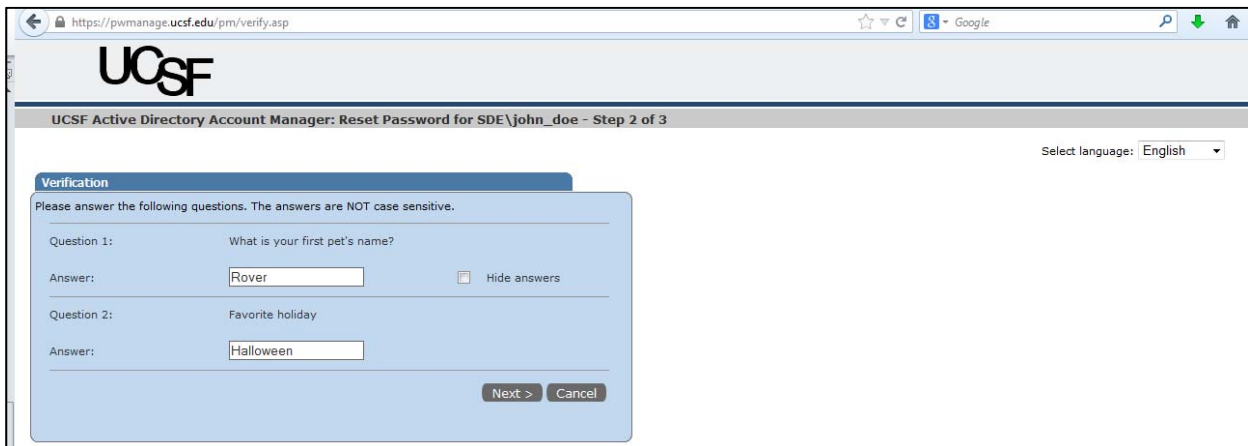 https://pwmanage.ucsf.edu/pm/verify.asp Google
UCSF
UCSF Active Directory Account Manager: Reset Password for SDE\john_doe - Step 2 of 3
Select language: English
Verification
Please answer the following questions. The answers are NOT case sensitive.
Question 1: What is your first pet's name?
Answer: Rover Hide answers
Question 2: Favorite holiday
Answer: Halloween
Next > Cancel